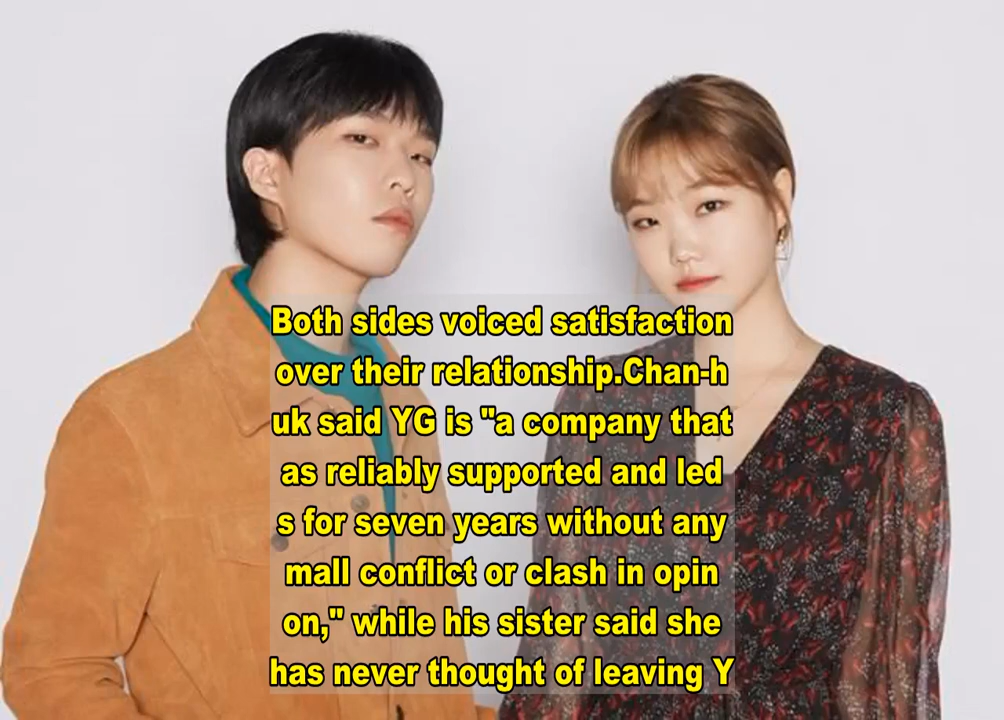 Both sides voiced satisfaction
over their relationship.Chan-h
uk said YG is "a company that
as reliably supported and led
s for seven years without any
mall conflict or clash in opin
on," while his sister said she
has never thought of leaving Y